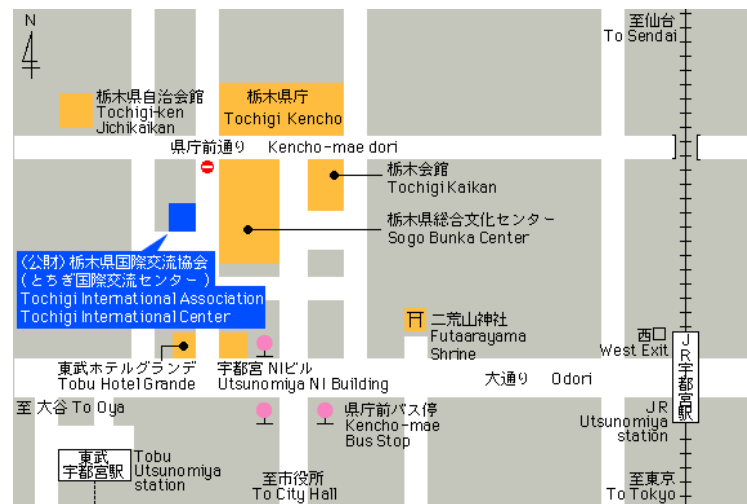 N
至仙台
To Sendai
栃木県自治会館
Tochigi-ken
Jichikaikan
栃木県庁
Tochigi Kencho
県庁前通り Kencho-mae dori
栃木会館
Tochigi Kaikan
栃木県総合文化センター
Sogo Bunka Center
(公財)栃木県国際交流協会
(とちぎ国際交流センター)
Tochigi International Association
Tochigi International Center
二荒山神社
Futaarayama
Shrine
西口
West Exit
JR宇都宮駅
東武ホテルグランデ
Tobu Hotel Grande
宇都宮 NIビル
Utsunomiya NI Building
大通り Odori
至 大谷 To Oya
県庁前バス停
Kencho-mae
Bus Stop
JR
Utsunomiya
station
東武
宇都宮駅
Tobu
Utsunomiya
station
至市役所
To City Hall
至東京
To Tokyo